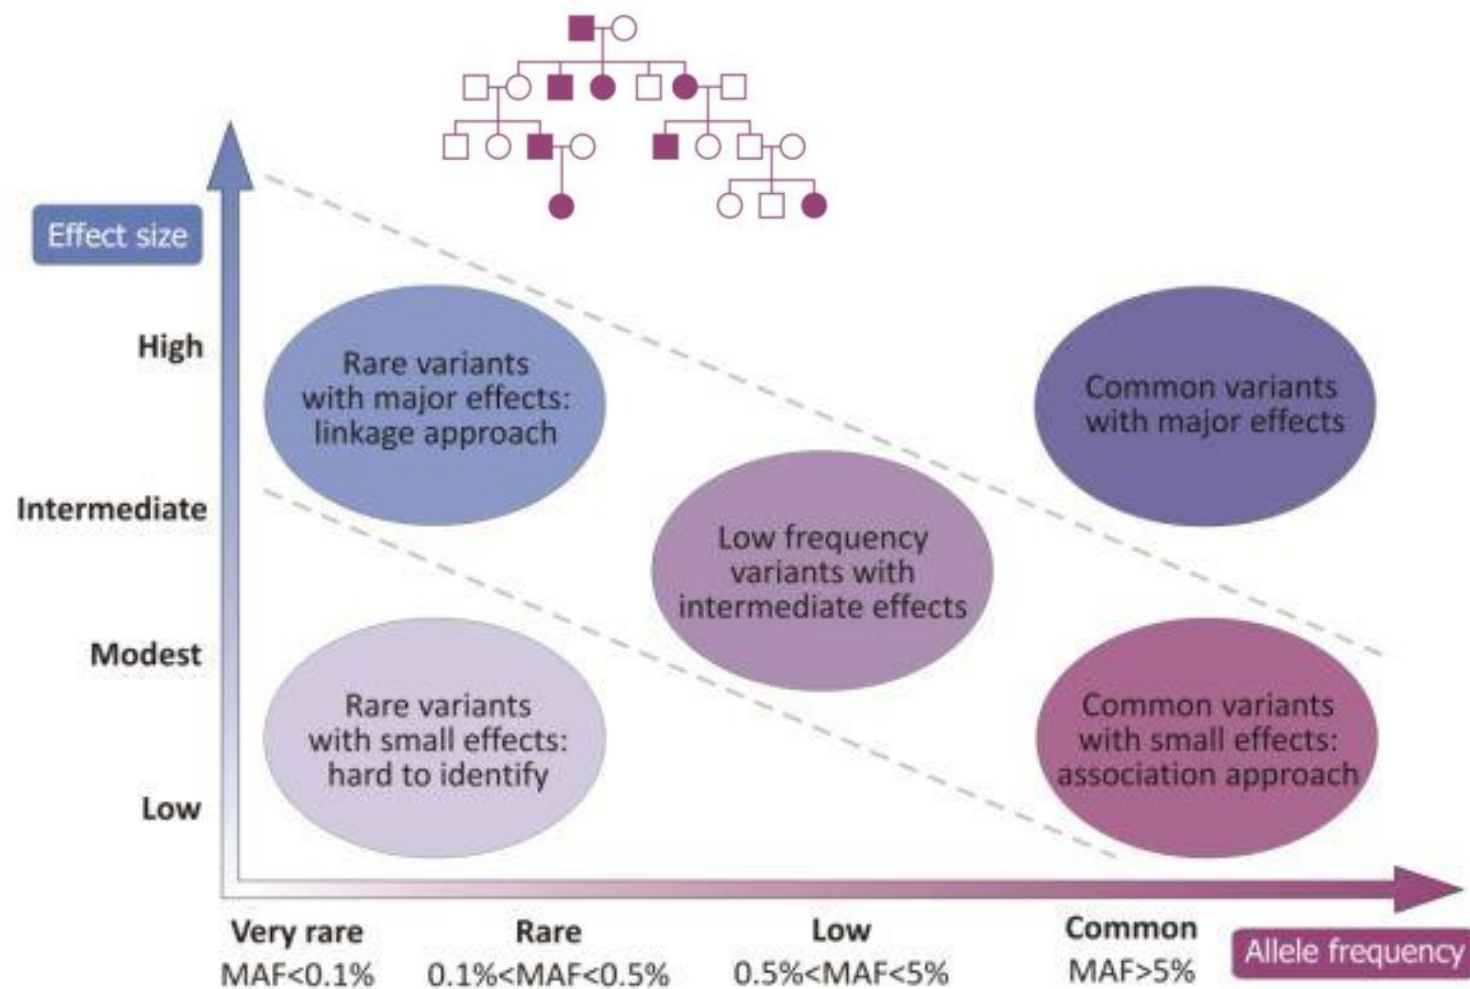 Effect size
High
Intermediate
Modest
Low
Rare variants
with major effects:
linkage approach
Common variants
with major effects
Low frequency
variants with
intermediate effects
Rare variants
with small effects:
hard to identify
Common variants
with small effects:
association approach
Very rare
MAF<0.1%
Rare
0.1%<MAF<0.5%
Low
0.5%<MAF<5%
Common
MAF>5%
Allele frequency